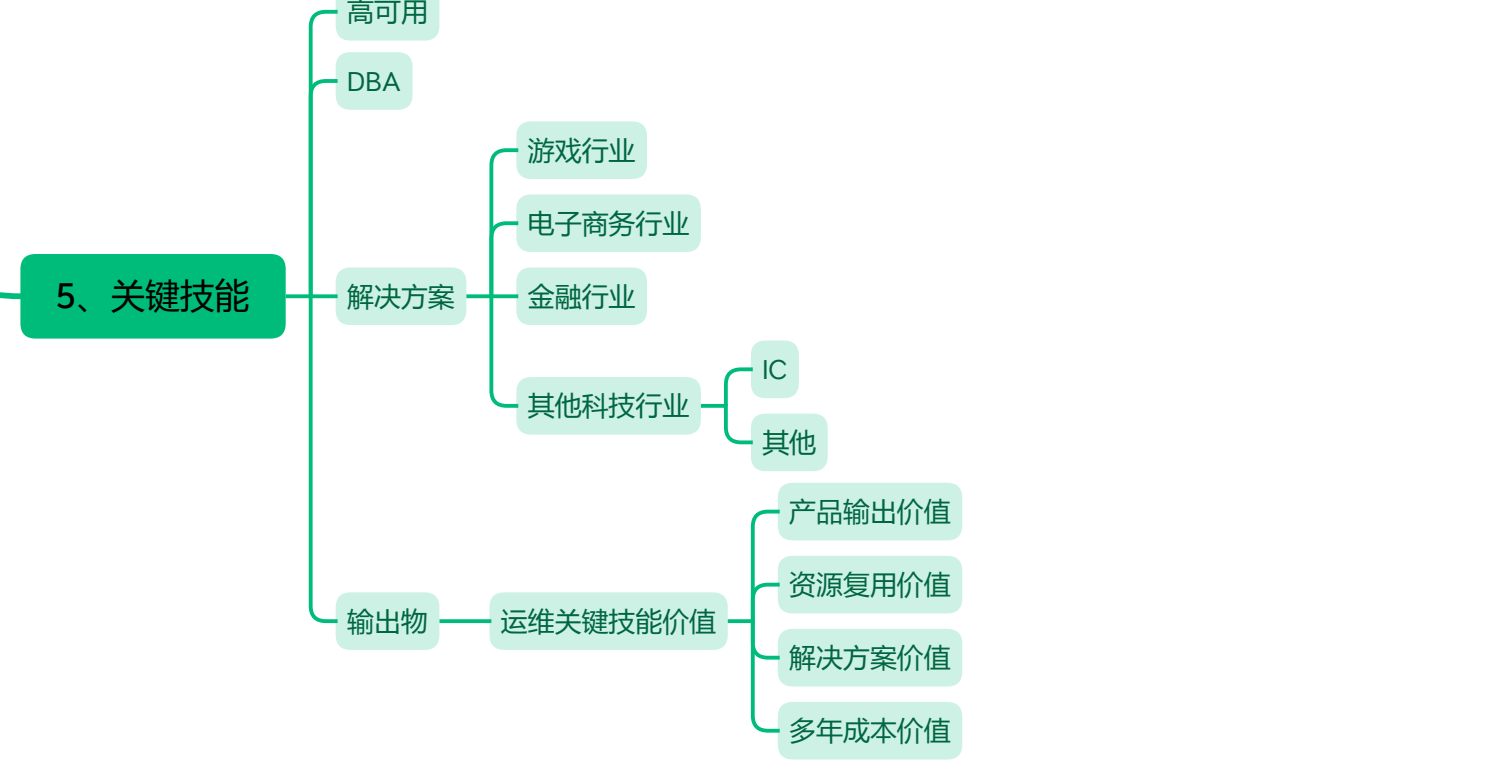 高可用
DBA
游戏行业
电子商务行业
5、关键技能
解决方案
金融行业
IC
其他科技行业
其他
产品输出价值
资源复用价值
输出物
运维关键技能价值
解决方案价值
多年成本价值